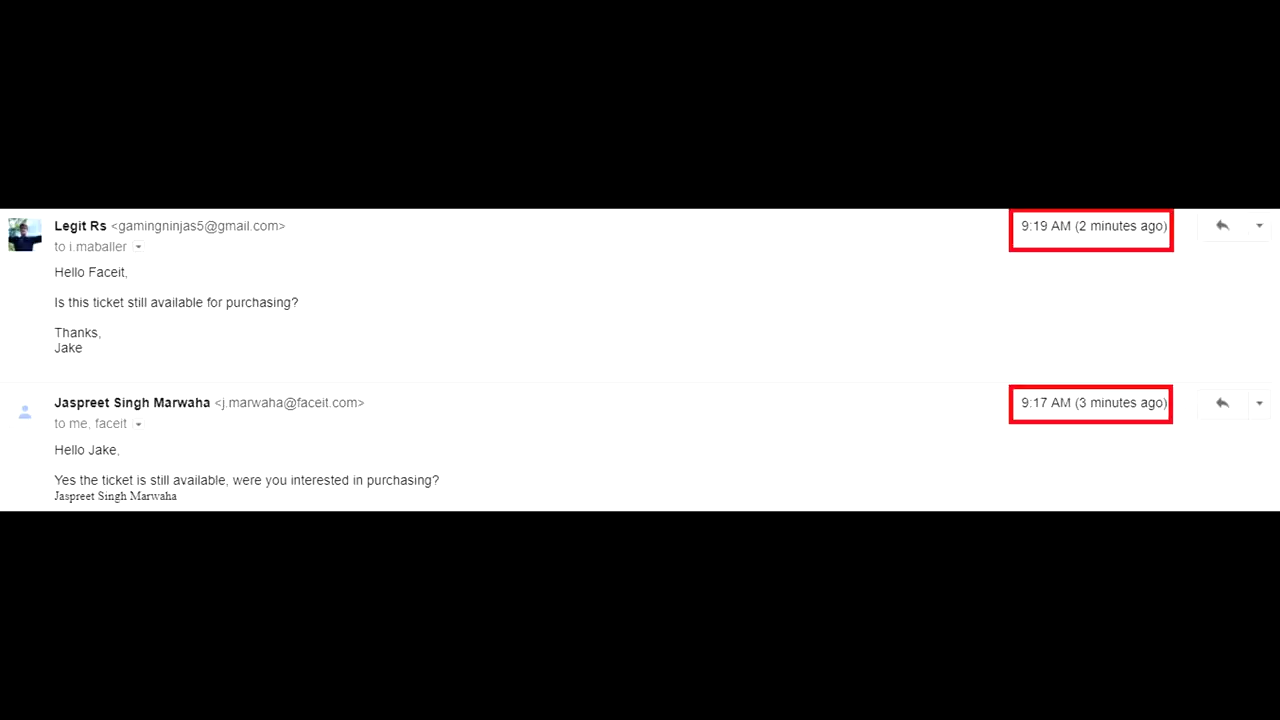 Legit Rs <gamingninjas5@gmail.com> 9:19 AM (2 minutes ago)
to i.maballer
Hello Faceit,
Is this ticket still available for purchasing?
Thanks,
Jake
Jaspreet Singh Marwaha <j.marwaha@faceit.com> 9:17 AM (3 minutes ago)
to me, faceit
Hello Jake,
Yes the ticket is still available, were you interested in purchasing?
Jaspreet Singh Marwaha